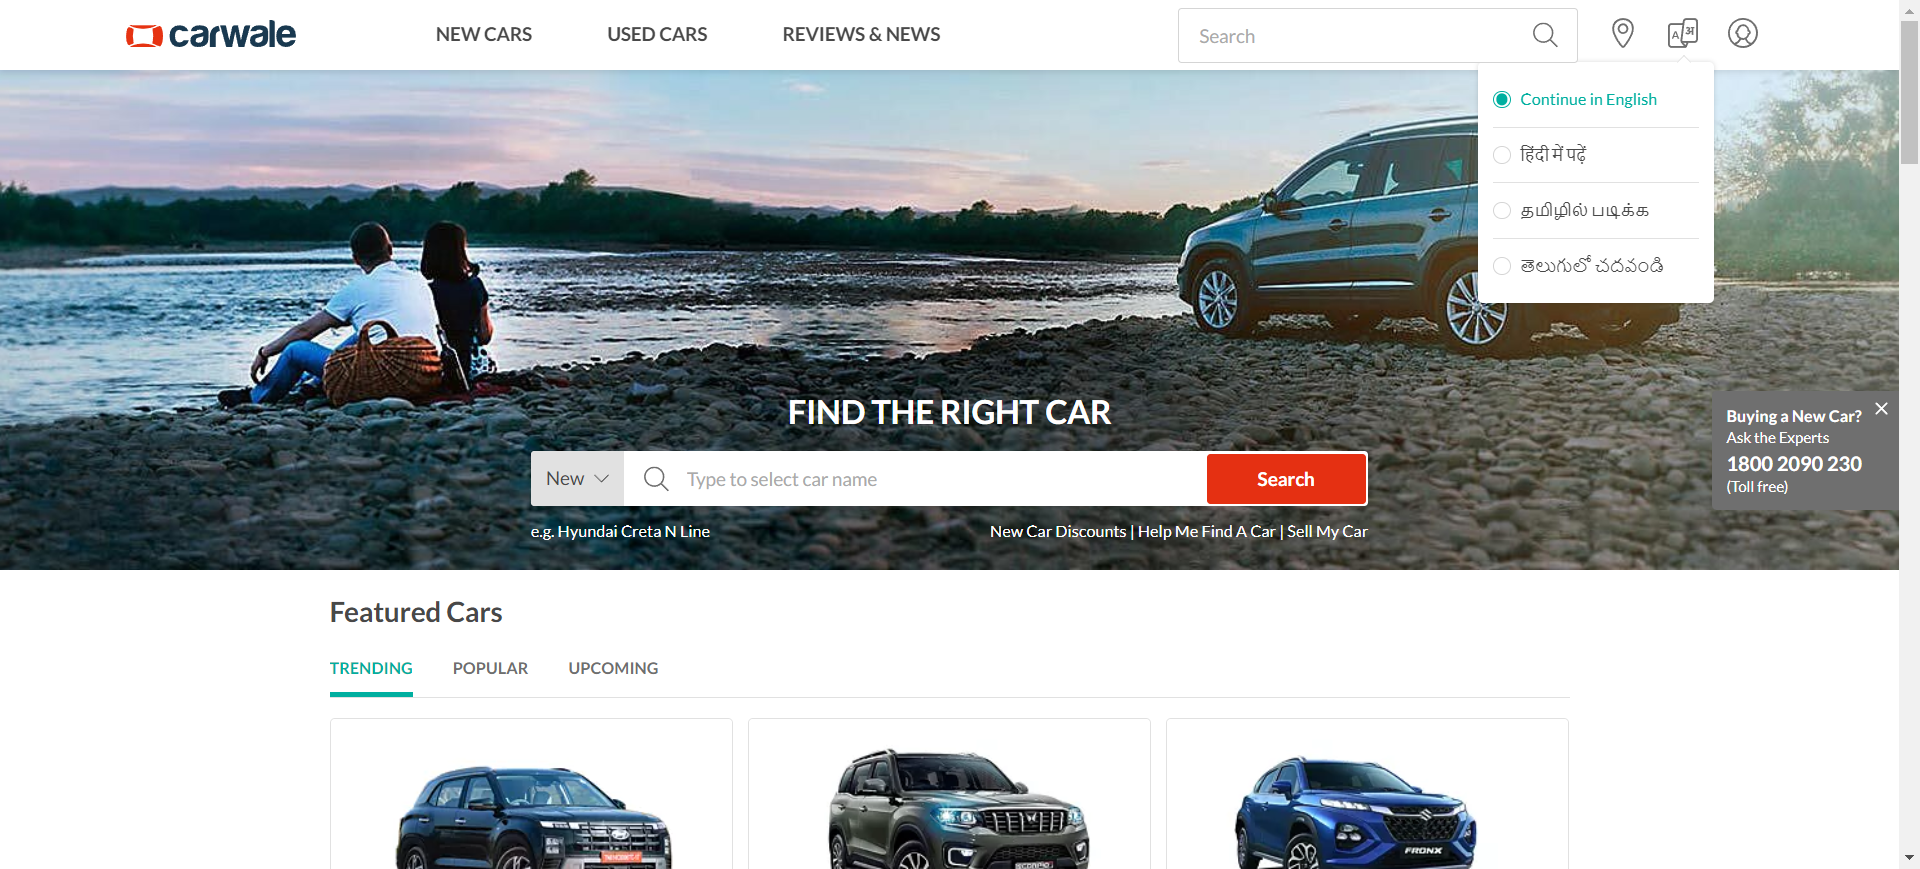 carwale
NEW CARS
USED CARS
REVIEWS & NEWS
Search
Continue in English
हिंदी में पढ़ें
தமிழில் படிக்க
తెలుగులో చదవండి
FIND THE RIGHT CAR
New
Type to select car name
Search
e.g. Hyundai Creta N Line
New Car Discounts | Help Me Find A Car | Sell My Car
Buying a New Car?
Ask the Experts
1800 2090 230
(Toll free)
Featured Cars
TRENDING
POPULAR
UPCOMING
FRONX